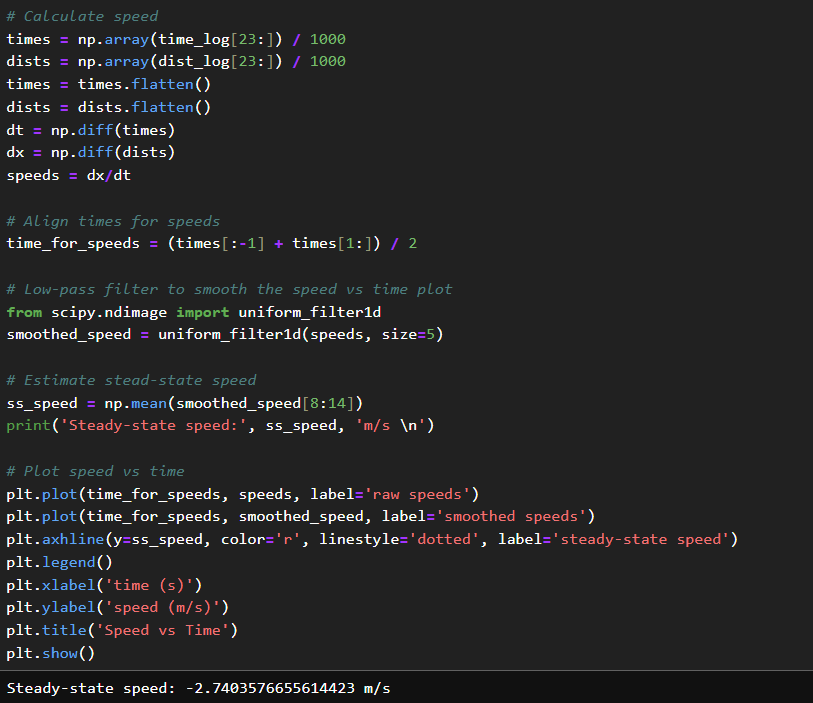 # Calculate speed
times = np.array(time_log[23:]) / 1000
dists = np.array(dist_log[23:]) / 1000
times = times.flatten()
dists = dists.flatten()
dt = np.diff(times)
dx = np.diff(dists)
speeds = dx/dt
# Align times for speeds
time_for_speeds = (times[:-1] + times[1:]) / 2
# Low-pass filter to smooth the speed vs time plot
from scipy.ndimage import uniform_filter1d
smoothed_speed = uniform_filter1d(speeds, size=5)
# Estimate stead-state speed
ss_speed = np.mean(smoothed_speed[8:14])
print('Steady-state speed:', ss_speed, 'm/s \n')
# Plot speed vs time
plt.plot(time_for_speeds, speeds, label='raw speeds')
plt.plot(time_for_speeds, smoothed_speed, label='smoothed speeds')
plt.axhline(y=ss_speed, color='r', linestyle='dotted', label='steady-state speed')
plt.legend()
plt.xlabel('time (s)')
plt.ylabel('speed (m/s)')
plt.title('Speed vs Time')
plt.show()
Steady-state speed: -2.7403576655614423 m/s